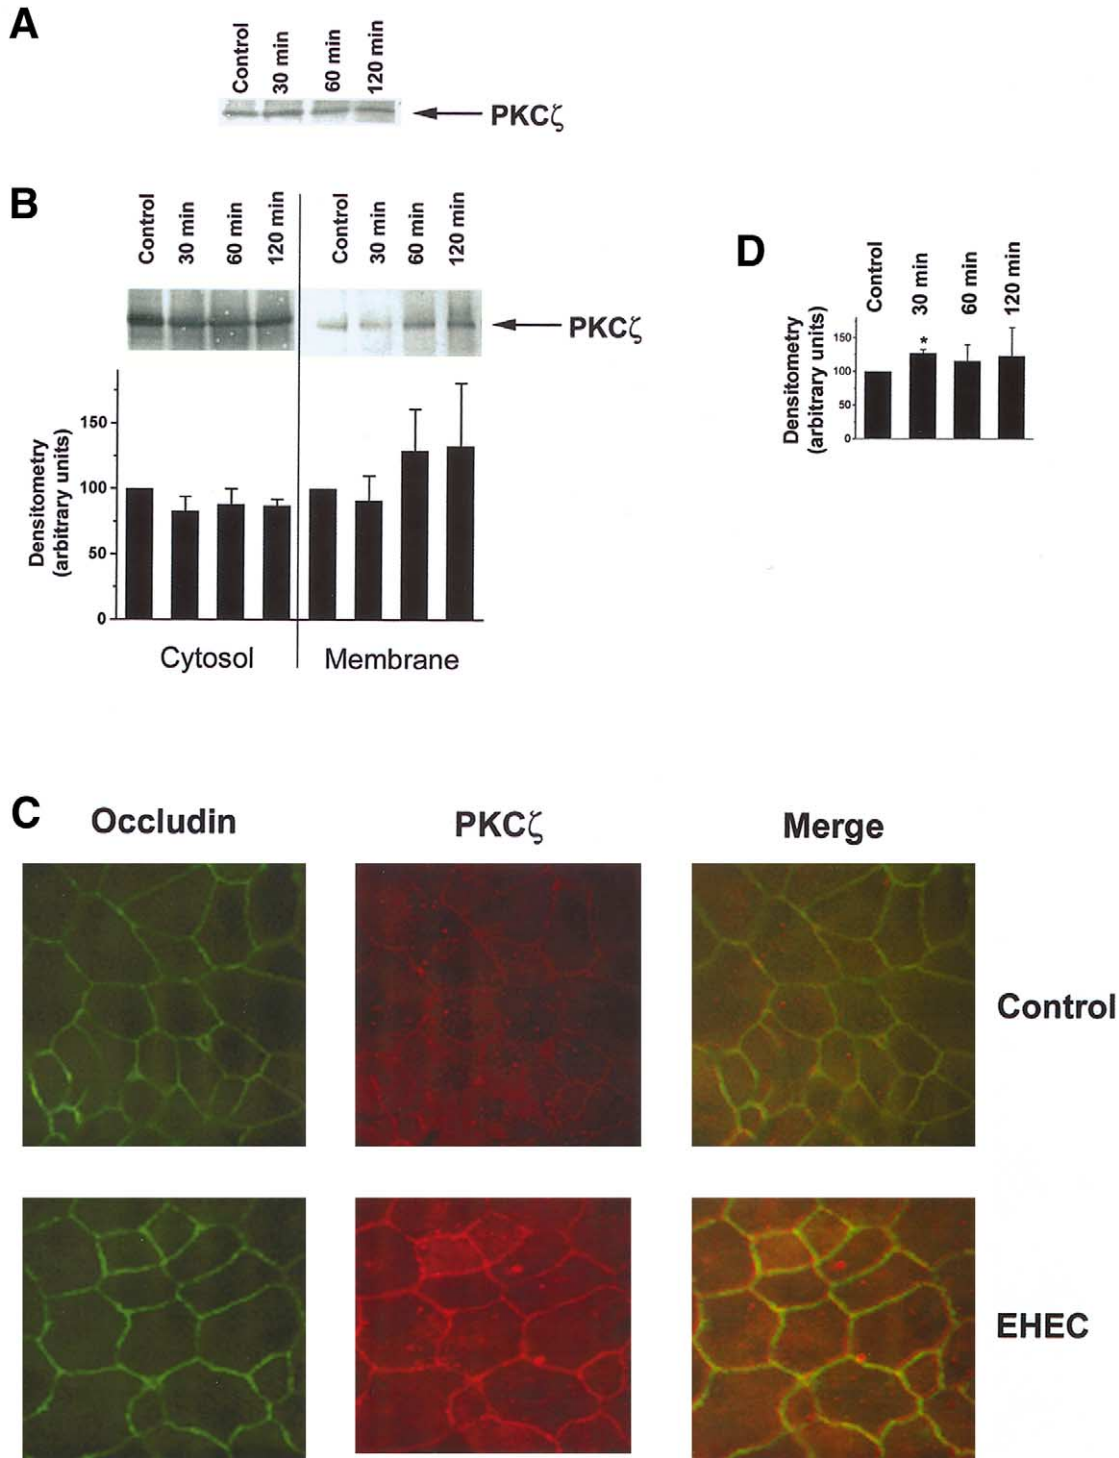 A
Control
30 min
60 min
120 min
PKCζ
B
Control
30 min
60 min
120 min
Control
30 min
60 min
120 min
PKCζ
Densitometry
(arbitrary units)
150
100
50
0
Cytosol
Membrane
D
Control
30 min
60 min
120 min
Densitometry
(arbitrary units)
150
100
50
0
*
C
Occludin
PKCζ
Merge
Control
EHEC